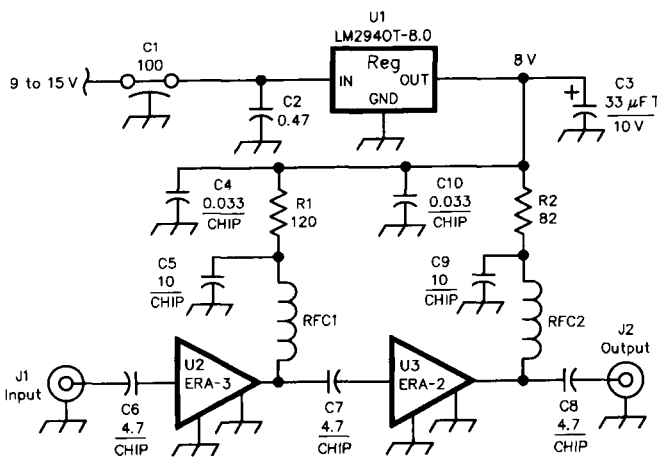 U1
LM2940T-8.0
C1
100
9 to 15 V
Reg
IN OUT
GND
8 V
C2
0.47
+
C3
33 µF T
10 V
C4
0.033
CHIP
R1
120
C10
0.033
CHIP
R2
82
C5
10
CHIP
RFC1
C9
10
CHIP
RFC2
J1
Input
U2
ERA-3
U3
ERA-2
J2
Output
C6
4.7
CHIP
C7
4.7
CHIP
C8
4.7
CHIP